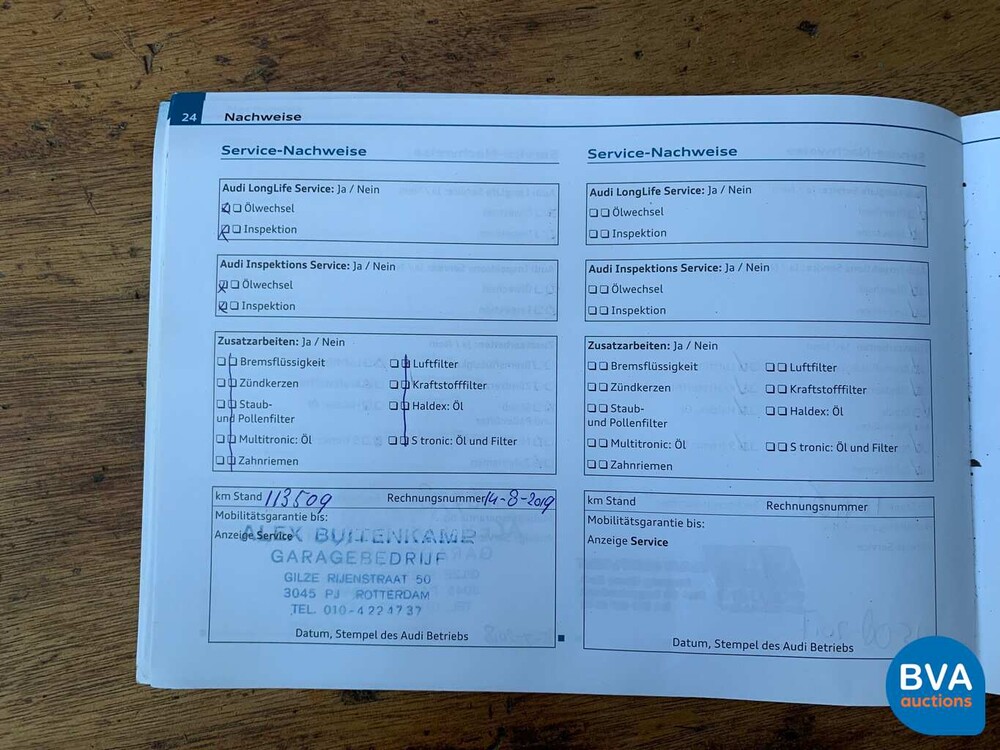 24 Nachweise
Service-Nachweise
Audi LongLife Service: Ja / Nein
Ölwechsel
Inspektion
Audi Inspektions Service: Ja / Nein
Ölwechsel
Inspektion
Zusatzarbeiten: Ja / Nein
Bremsflüssigkeit Luftfilter
Zündkerzen Kraftstofffilter
Staub- Haldex: Öl
und Pollenfilter
Multitronic: Öl S tronic: Öl und Filter
Zahnriemen
km Stand 113509 Rechnungsnummer 14-8-2019
Mobilitätsgarantie bis:
Anzeige Service
ALEX BUITENKAMP
GARAGEBEDRIJF
GILZE RIJENSTRAAT 50
3045 PJ ROTTERDAM
TEL. 010-4224737
Datum, Stempel des Audi Betriebs
Service-Nachweise
Audi LongLife Service: Ja / Nein
Ölwechsel
Inspektion
Audi Inspektions Service: Ja / Nein
Ölwechsel
Inspektion
Zusatzarbeiten: Ja / Nein
Bremsflüssigkeit Luftfilter
Zündkerzen Kraftstofffilter
Staub- Haldex: Öl
und Pollenfilter
Multitronic: Öl S tronic: Öl und Filter
Zahnriemen
km Stand Rechnungsnummer
Mobilitätsgarantie bis:
Anzeige Service
Datum, Stempel des Audi Betriebs
BVA
auctions